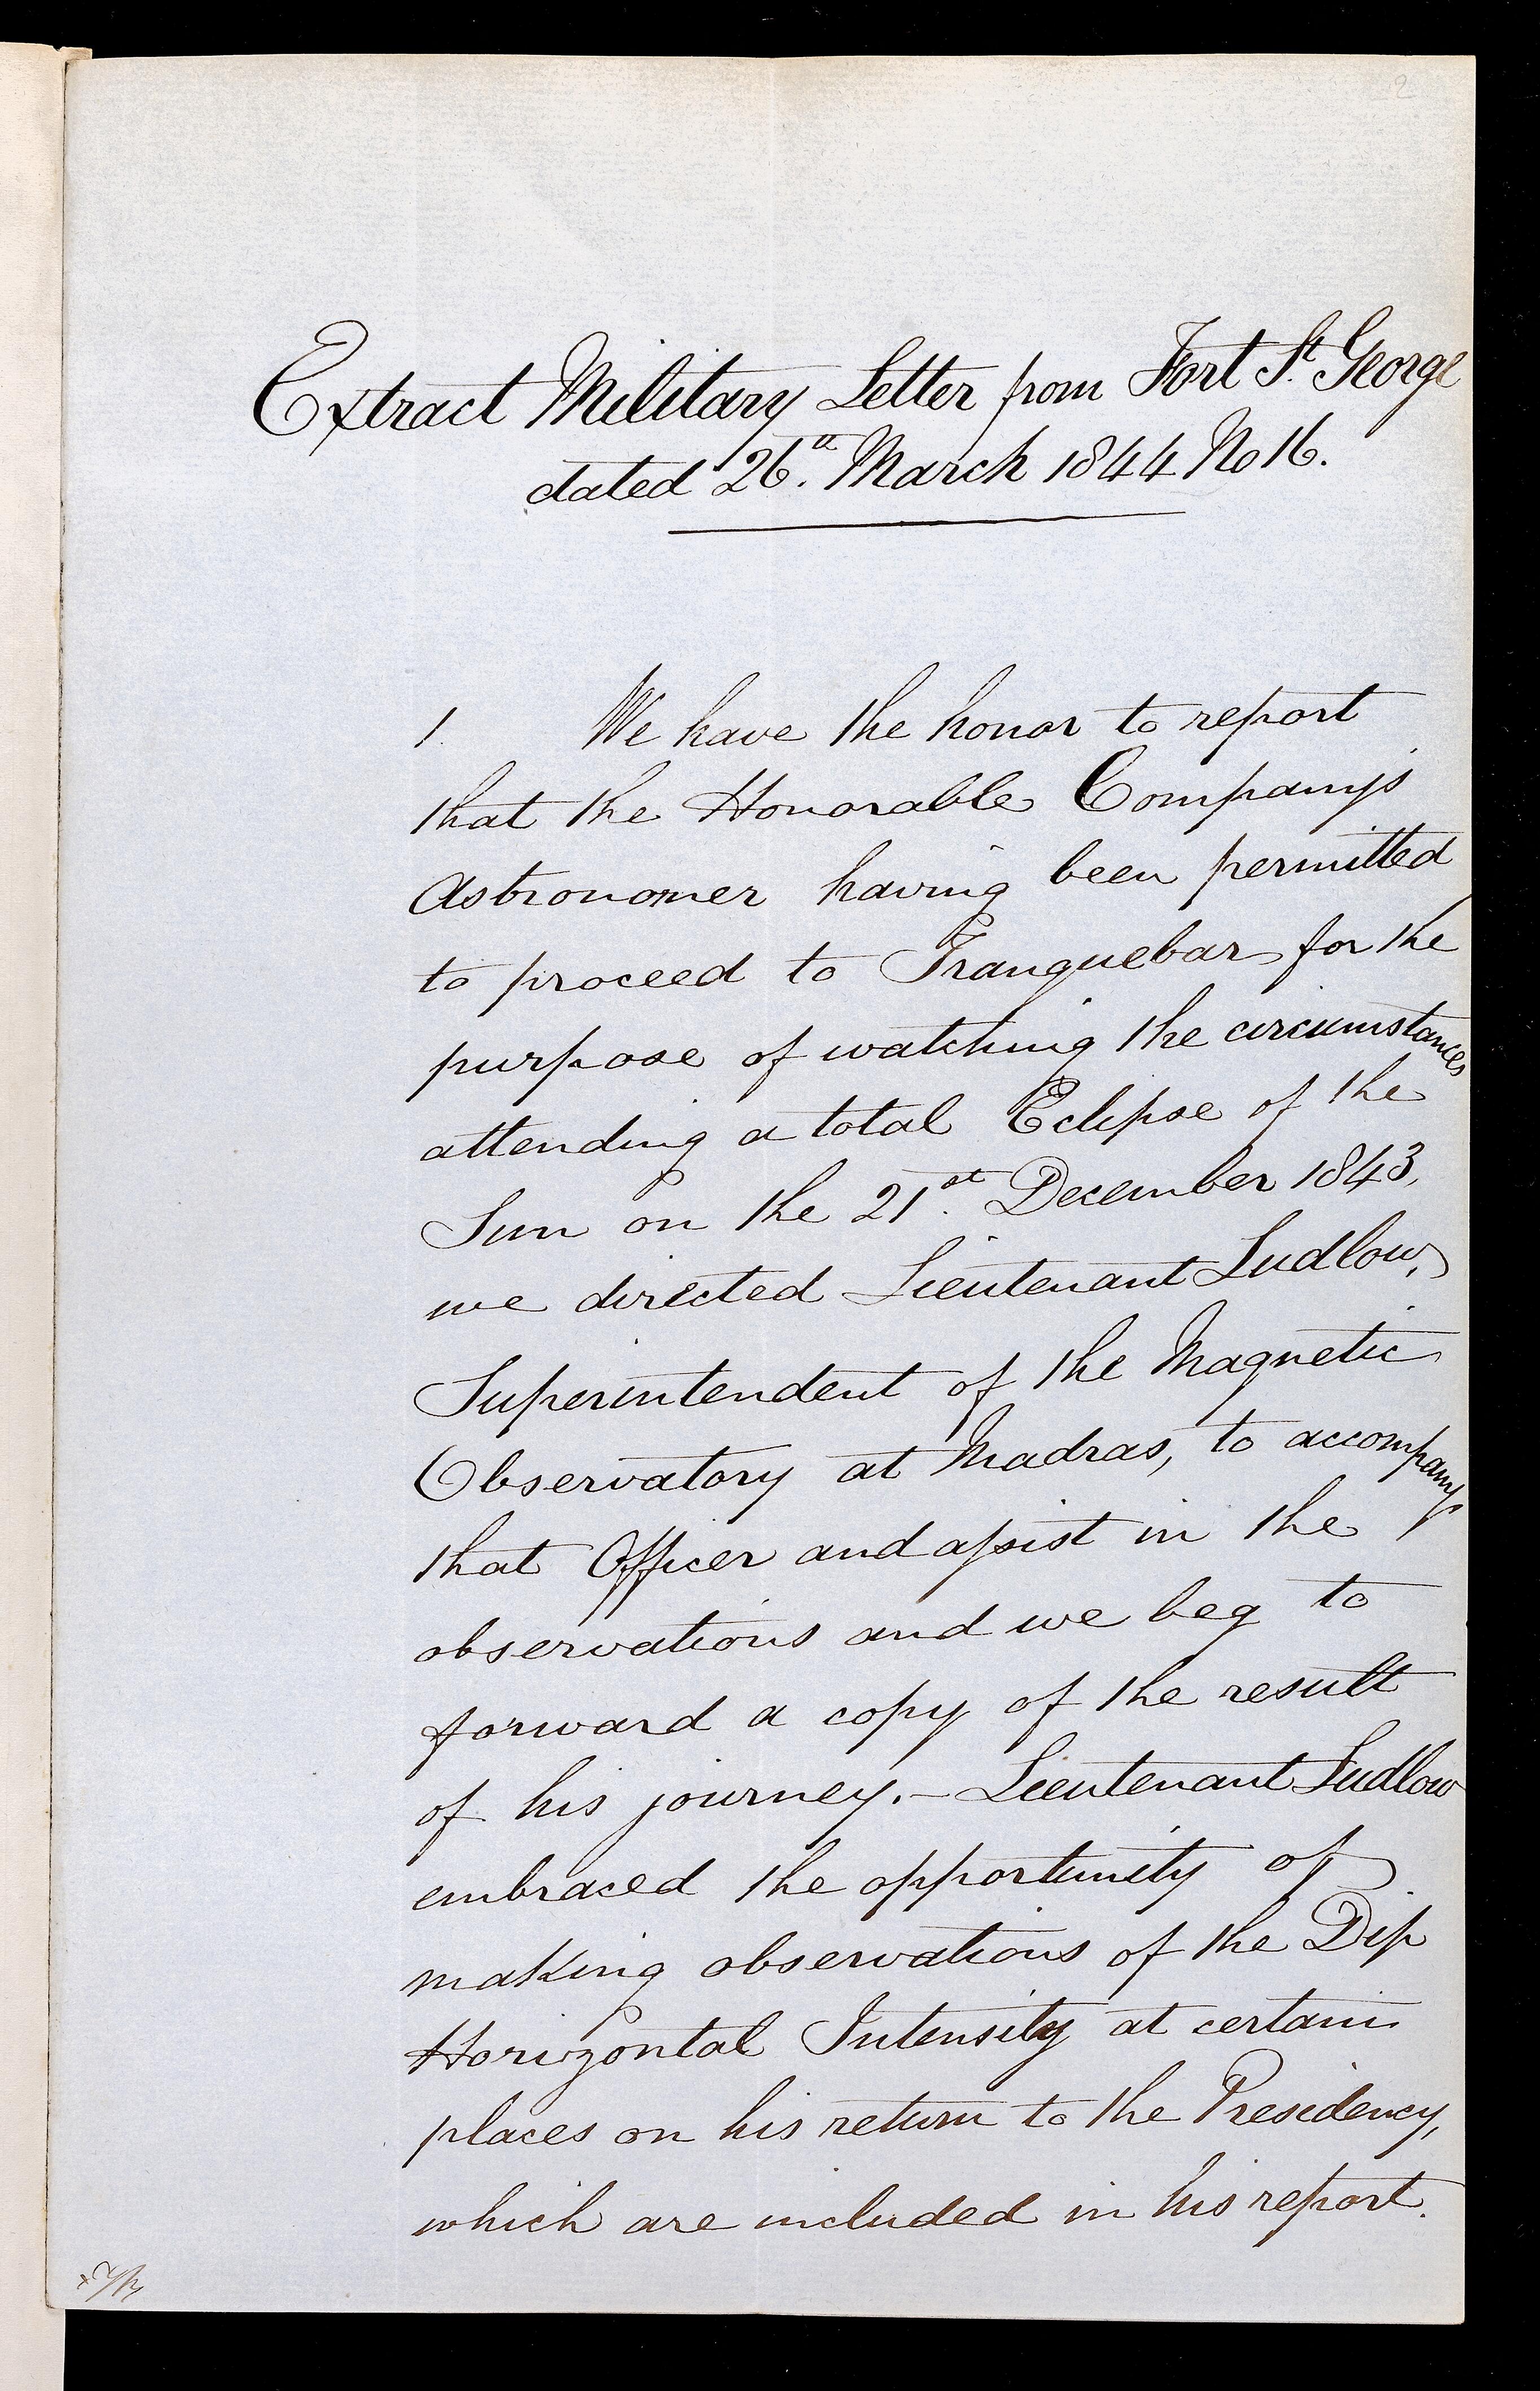 2
Extract Military Letter from Fort St. George
dated 26th. March 1844 No 16.
1. We have the honor to report
that the Honorable Company's
Astronomer having been permitted
to proceed to Tranquebar for the
purpose of watching the circumstances
attending a total Eclipse of the
Sun on the 21st. December 1843,
we directed Lieutenant Ludlow,
Superintendent of the Magnetic
Observatory at Madras, to accompany
that Officer and assist in the
observations and we beg to
forward a copy of the result
of his journey. - Lieutenant Ludlow
embraced the opportunity of
making observations of the Dip
Horizontal Intensity at certain
places on his return to the Presidency,
which are included in his report.